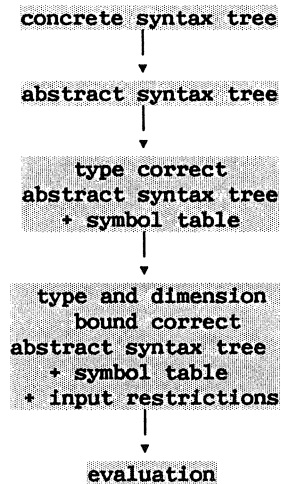 concrete syntax tree
abstract syntax tree
type correct
abstract syntax tree
+ symbol table
type and dimension
bound correct
abstract syntax tree
+ symbol table
+ input restrictions
evaluation